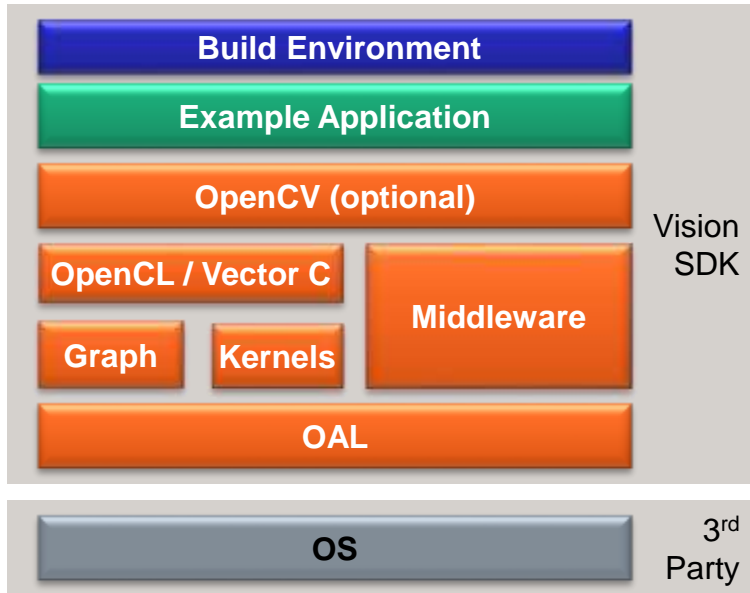 Build Environment
Example Application
OpenCV (optional)
Vision
SDK
OpenCL / Vector C
Middleware
Graph
Kernels
OAL
OS
3rd
Party